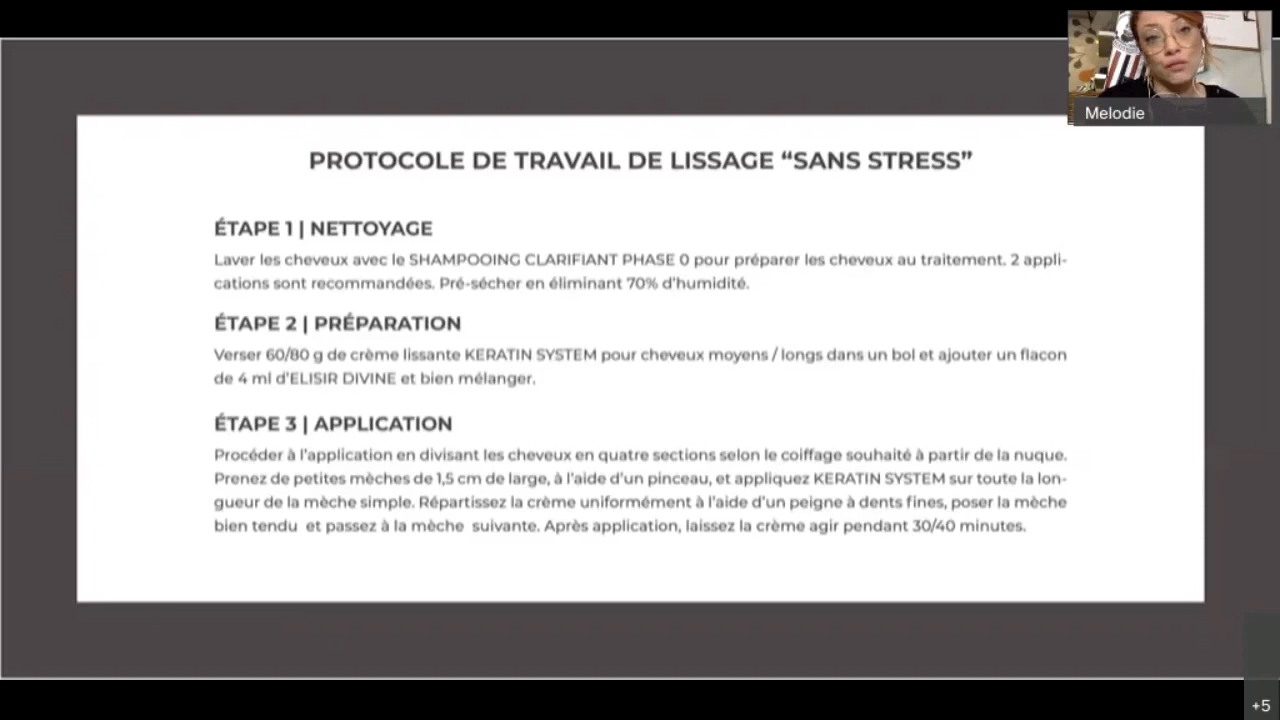 Melodie
PROTOCOLE DE TRAVAIL DE LISSAGE “SANS STRESS”
ÉTAPE 1 | NETTOYAGE
Laver les cheveux avec le SHAMPOOING CLARIFIANT PHASE 0 pour préparer les cheveux au traitement. 2 appli-
cations sont recommandées. Pré-sécher en éliminant 70% d’humidité.
ÉTAPE 2 | PRÉPARATION
Verser 60/80 g de crème lissante KERATIN SYSTEM pour cheveux moyens / longs dans un bol et ajouter un flacon
de 4 ml d’ELISIR DIVINE et bien mélanger.
ÉTAPE 3 | APPLICATION
Procéder à l’application en divisant les cheveux en quatre sections selon le coiffage souhaité à partir de la nuque.
Prenez de petites mèches de 1,5 cm de large, à l’aide d’un pinceau, et appliquez KERATIN SYSTEM sur toute la lon-
gueur de la mèche simple. Répartissez la crème uniformément à l’aide d’un peigne à dents fines, poser la mèche
bien tendu et passez à la mèche suivante. Après application, laissez la crème agir pendant 30/40 minutes.
+5